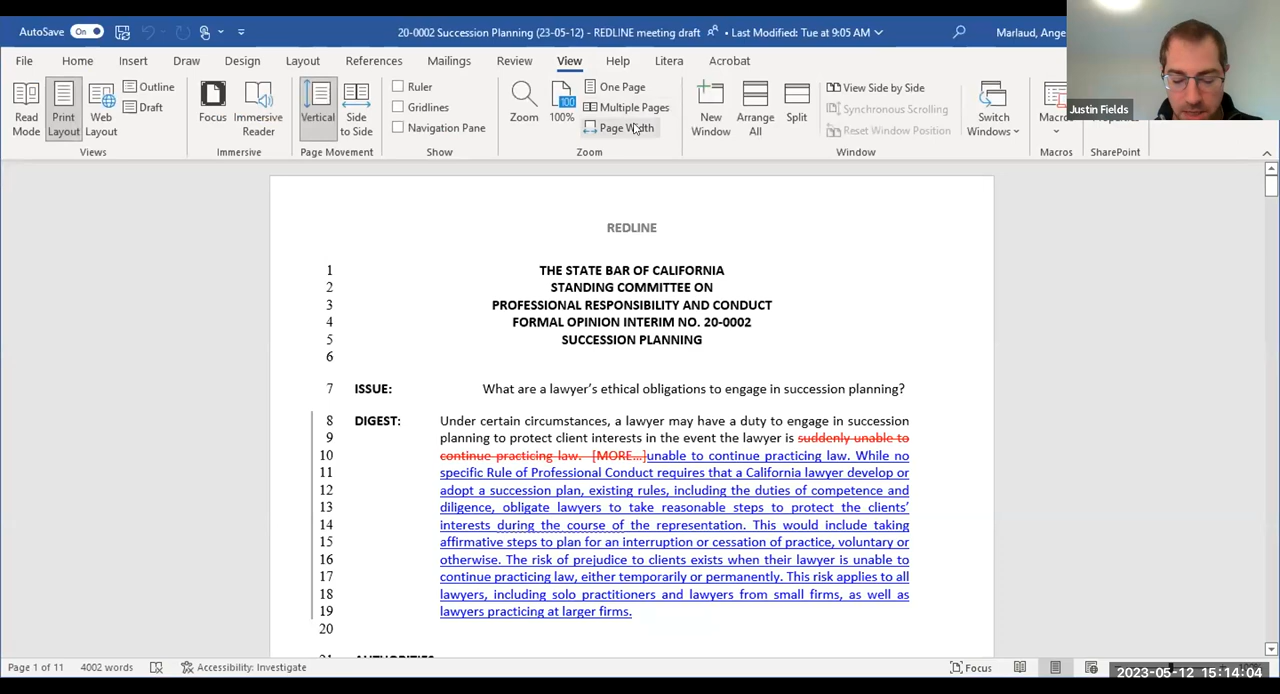 AutoSave On
20-0002 Succession Planning (23-05-12) - REDLINE meeting draft • Last Modified: Tue at 9:05 AM
Marlaud, Ange
File Home Insert Draw Design Layout References Mailings Review View Help Litera Acrobat
Read Mode
Print Layout
Web Layout
Outline
Draft
Views
Focus
Immersive Reader
Immersive
Vertical
Side to Side
Page Movement
Ruler
Gridlines
Navigation Pane
Show
Zoom
100
100%
One Page
Multiple Pages
Page Width
Zoom
New Window
Arrange All
Split
View Side by Side
Synchronous Scrolling
Reset Window Position
Window
Switch Windows
Macros
Macros
SharePoint
Justin Fields
REDLINE
1 THE STATE BAR OF CALIFORNIA
2 STANDING COMMITTEE ON
3 PROFESSIONAL RESPONSIBILITY AND CONDUCT
4 FORMAL OPINION INTERIM NO. 20-0002
5 SUCCESSION PLANNING
6
7 ISSUE: What are a lawyer's ethical obligations to engage in succession planning?
8 DIGEST: Under certain circumstances, a lawyer may have a duty to engage in succession
9 planning to protect client interests in the event the lawyer is suddenly unable to
10 continue practicing law. [MORE...]unable to continue practicing law. While no
11 specific Rule of Professional Conduct requires that a California lawyer develop or
12 adopt a succession plan, existing rules, including the duties of competence and
13 diligence, obligate lawyers to take reasonable steps to protect the clients'
14 interests during the course of the representation. This would include taking
15 affirmative steps to plan for an interruption or cessation of practice, voluntary or
16 otherwise. The risk of prejudice to clients exists when their lawyer is unable to
17 continue practicing law, either temporarily or permanently. This risk applies to all
18 lawyers, including solo practitioners and lawyers from small firms, as well as
19 lawyers practicing at larger firms.
20
Page 1 of 11 4002 words Accessibility: Investigate Focus
2023-05-12 15:14:04